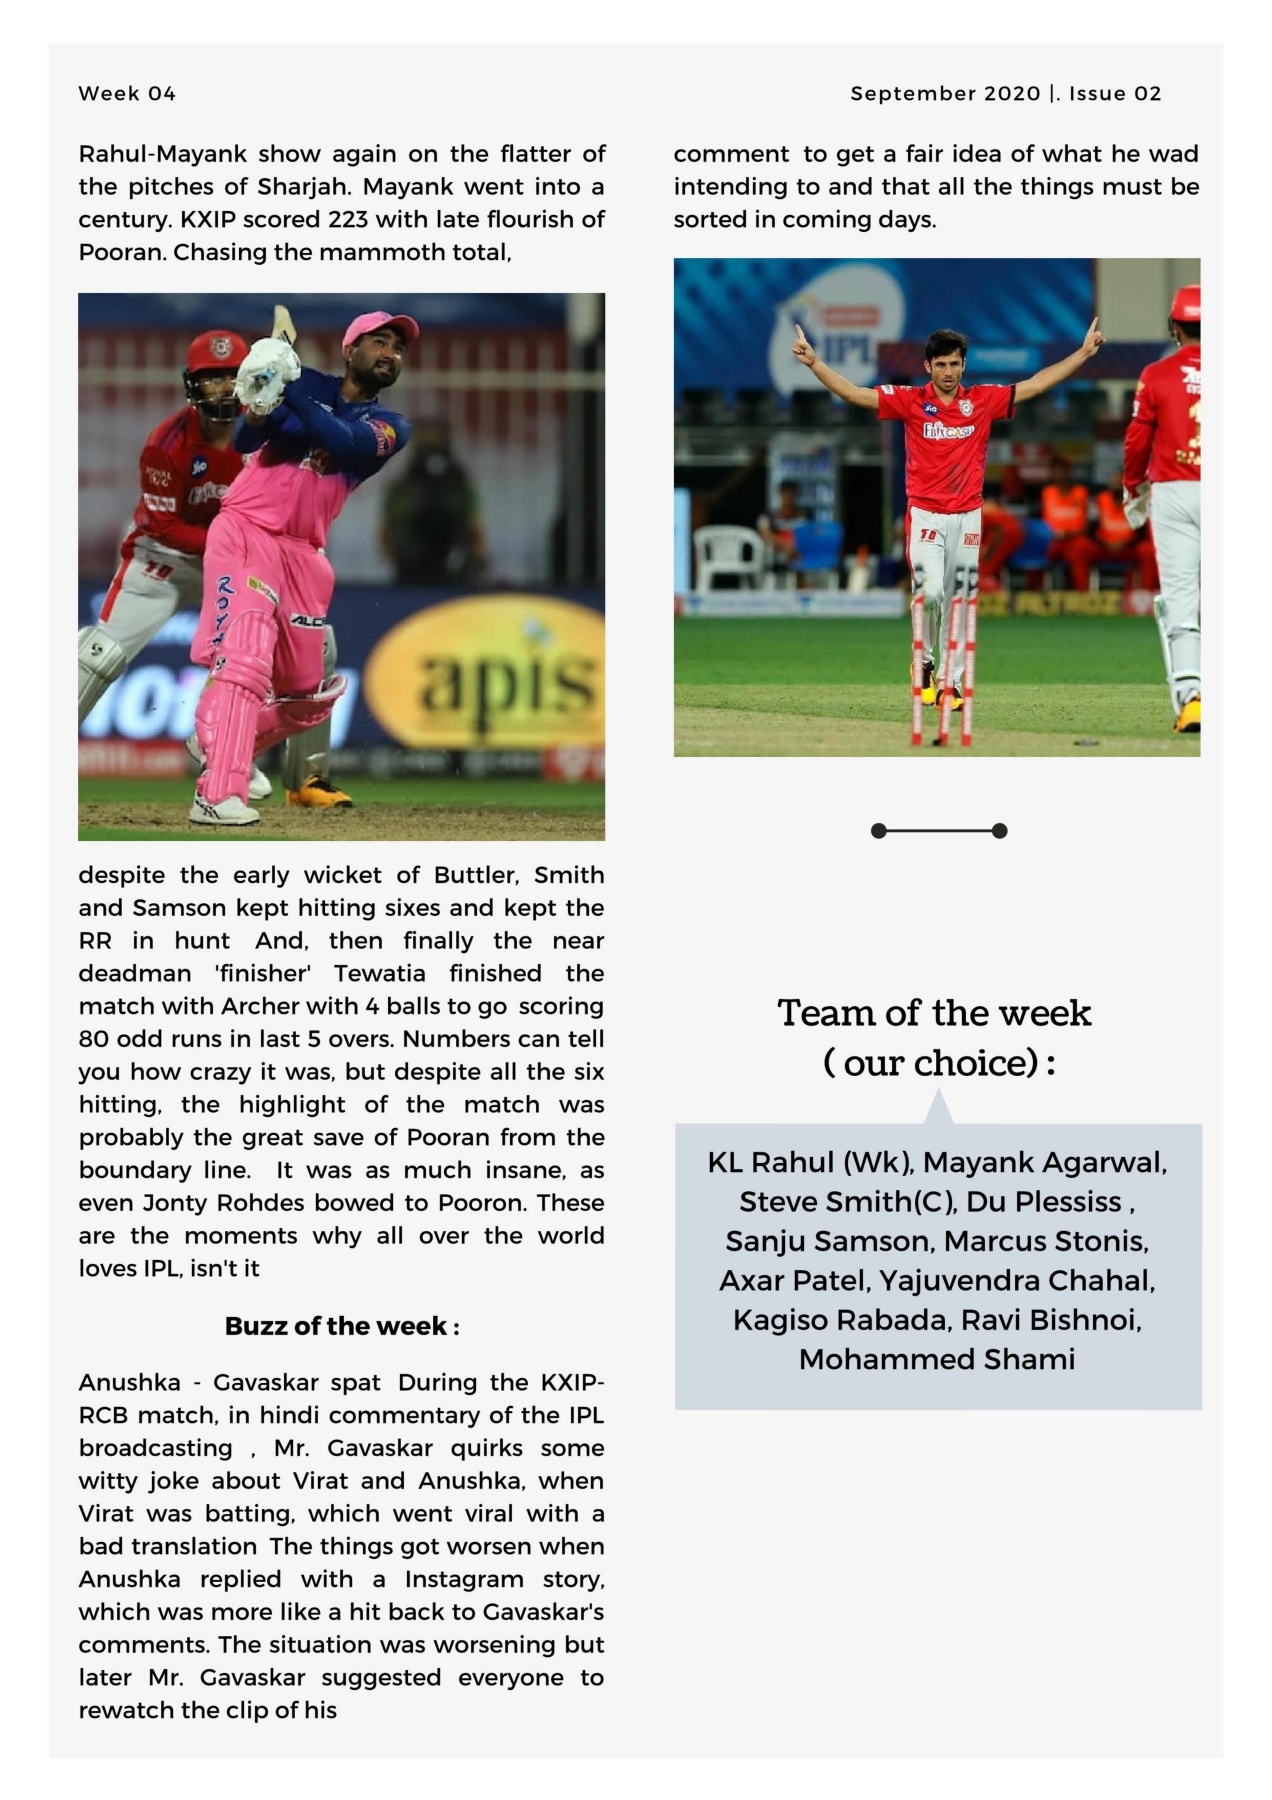 Week 04
September 2020 |. Issue 02
Rahul-Mayank show again on the flatter of
the pitches of Sharjah. Mayank went into a
century. KXIP scored 223 with late flourish of
Pooran. Chasing the mammoth total,
ROYAL
Jio
TQ
ROYA
ALCI
apis
despite the early wicket of Buttler, Smith
and Samson kept hitting sixes and kept the
RR in hunt And, then finally the near
deadman 'finisher' Tewatia finished the
match with Archer with 4 balls to go scoring
80 odd runs in last 5 overs. Numbers can tell
you how crazy it was, but despite all the six
hitting, the highlight of the match was
probably the great save of Pooran from the
boundary line. It was as much insane, as
even Jonty Rohdes bowed to Pooron. These
are the moments why all over the world
loves IPL, isn't it
Buzz of the week :
Anushka - Gavaskar spat During the KXIP-
RCB match, in hindi commentary of the IPL
broadcasting , Mr. Gavaskar quirks some
witty joke about Virat and Anushka, when
Virat was batting, which went viral with a
bad translation The things got worsen when
Anushka replied with a Instagram story,
which was more like a hit back to Gavaskar's
comments. The situation was worsening but
later Mr. Gavaskar suggested everyone to
rewatch the clip of his
comment to get a fair idea of what he wad
intending to and that all the things must be
sorted in coming days.
IPL
Jio
EbixCash
ALTROZ
Team of the week
( our choice) :
KL Rahul (Wk), Mayank Agarwal,
Steve Smith(C), Du Plessiss ,
Sanju Samson, Marcus Stonis,
Axar Patel, Yajuvendra Chahal,
Kagiso Rabada, Ravi Bishnoi,
Mohammed Shami